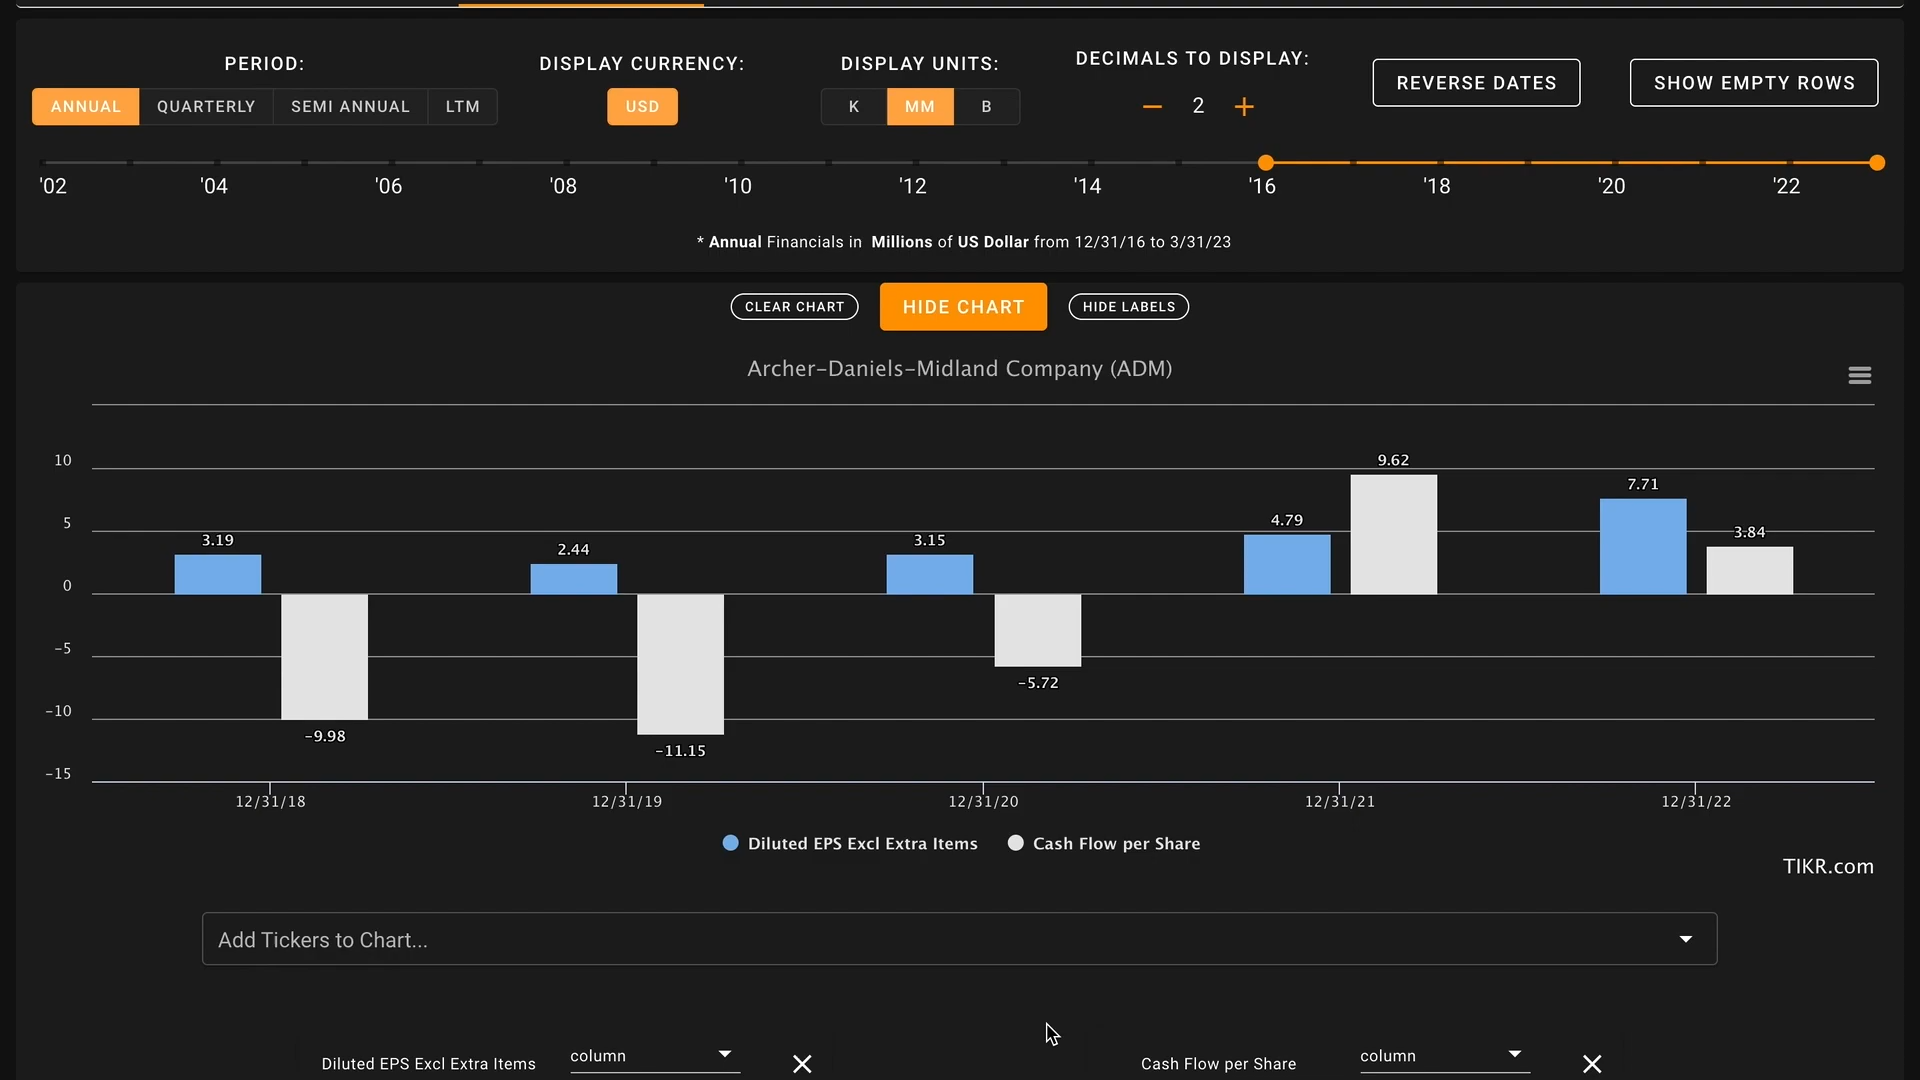 PERIOD:
ANNUAL QUARTERLY SEMI ANNUAL LTM
DISPLAY CURRENCY:
USD
DISPLAY UNITS:
K MM B
DECIMALS TO DISPLAY:
− 2 +
REVERSE DATES
SHOW EMPTY ROWS
'02 '04 '06 '08 '10 '12 '14 '16 '18 '20 '22
* Annual Financials in Millions of US Dollar from 12/31/16 to 3/31/23
CLEAR CHART HIDE CHART HIDE LABELS
Archer-Daniels-Midland Company (ADM)
10
5
0
-5
-10
-15
3.19
-9.98
2.44
-11.15
3.15
-5.72
4.79
9.62
7.71
3.84
12/31/18 12/31/19 12/31/20 12/31/21 12/31/22
Diluted EPS Excl Extra Items Cash Flow per Share
TIKR.com
Add Tickers to Chart...
Diluted EPS Excl Extra Items column
Cash Flow per Share column